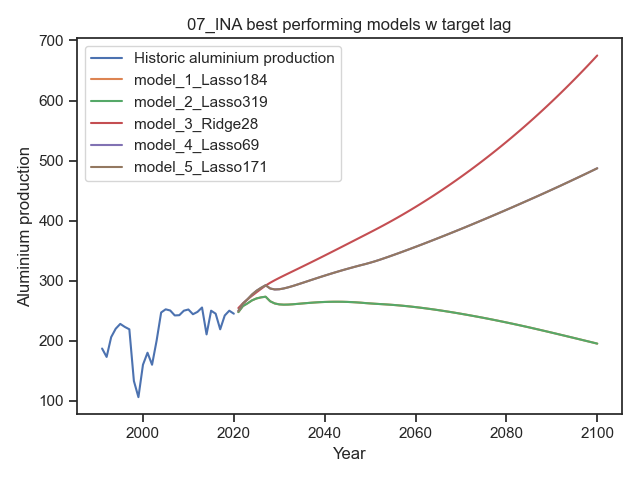 07_INA best performing models w target lag
Aluminium production
700
600
500
400
300
200
100
Historic aluminium production
model_1_Lasso184
model_2_Lasso319
model_3_Ridge28
model_4_Lasso69
model_5_Lasso171
2000
2020
2040
2060
2080
2100
Year